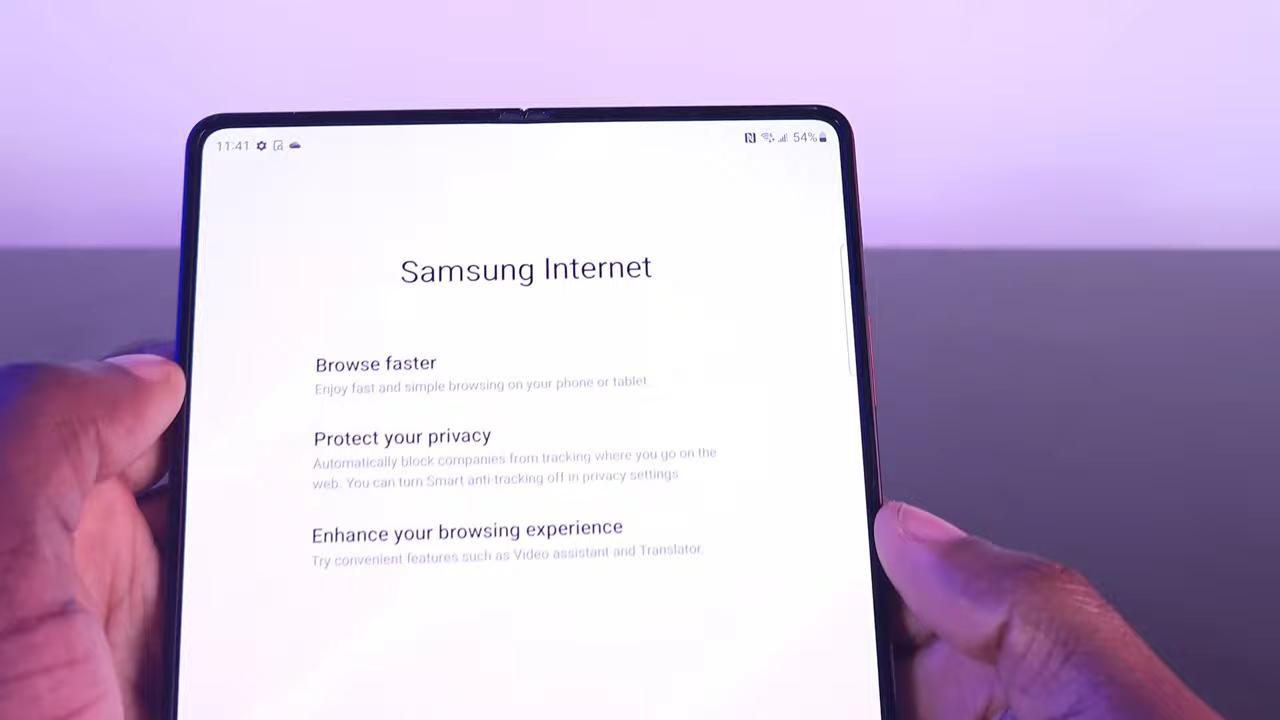 11:41
54%
Samsung Internet
Browse faster
Enjoy fast and simple browsing on your phone or tablet.
Protect your privacy
Automatically block companies from tracking where you go on the
web. You can turn Smart anti-tracking off in privacy settings
Enhance your browsing experience
Try convenient features such as Video assistant and Translator.